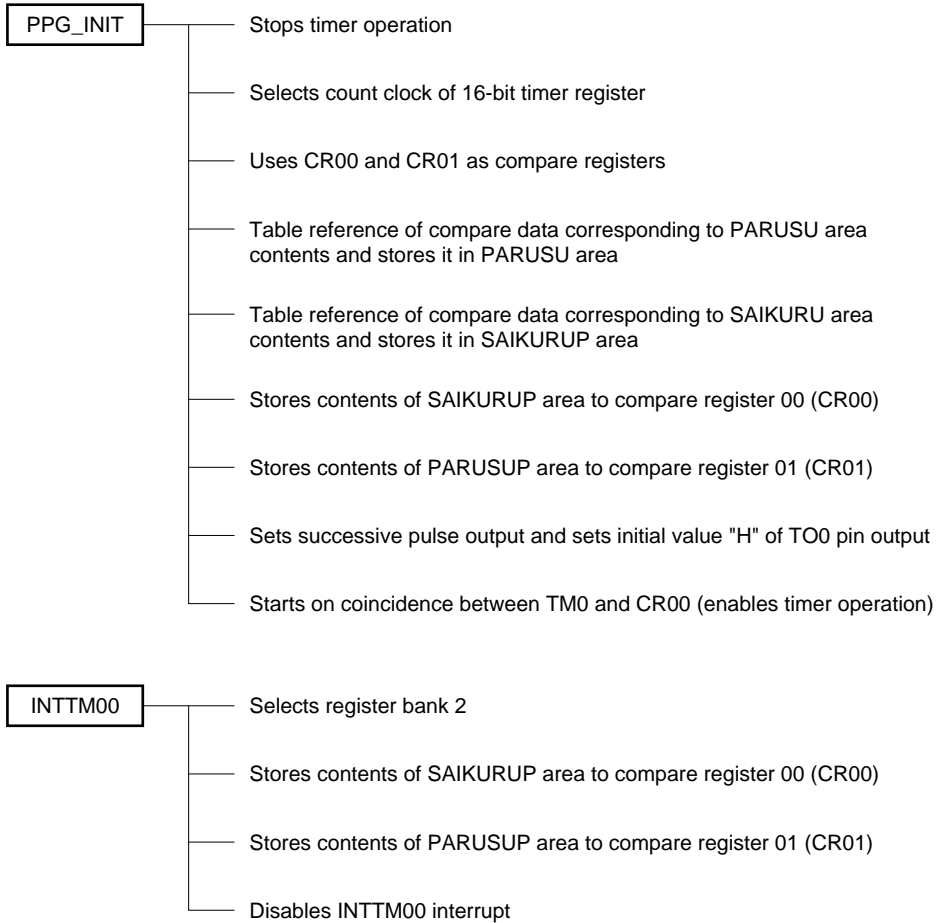 PPG_INIT
Stops timer operation
Selects count clock of 16-bit timer register
Uses CR00 and CR01 as compare registers
Table reference of compare data corresponding to PARUSU area
contents and stores it in PARUSU area
Table reference of compare data corresponding to SAIKURU area
contents and stores it in SAIKURUP area
Stores contents of SAIKURUP area to compare register 00 (CR00)
Stores contents of PARUSUP area to compare register 01 (CR01)
Sets successive pulse output and sets initial value "H" of TO0 pin output
Starts on coincidence between TM0 and CR00 (enables timer operation)
INTTM00
Selects register bank 2
Stores contents of SAIKURUP area to compare register 00 (CR00)
Stores contents of PARUSUP area to compare register 01 (CR01)
Disables INTTM00 interrupt